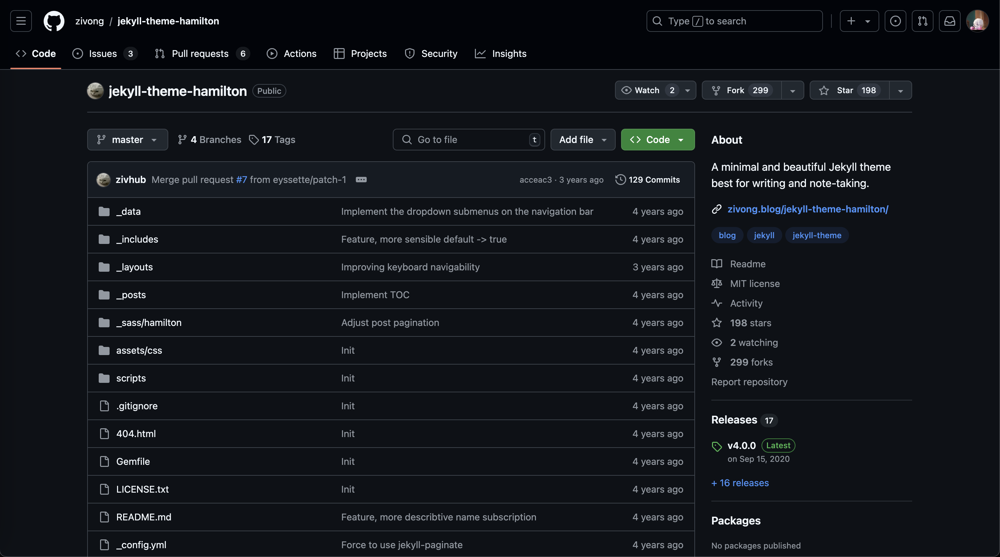 zivong / jekyll-theme-hamilton
Type / to search
Code
Issues 3
Pull requests 6
Actions
Projects
Security
Insights
jekyll-theme-hamilton Public
Watch 2
Fork 299
Star 198
master
4 Branches
17 Tags
Go to file t
Add file
Code
zivhub Merge pull request #7 from eyssette/patch-1
acceac3 · 3 years ago
129 Commits
_data Implement the dropdown submenus on the navigation bar 4 years ago
_includes Feature, more sensible default -> true 4 years ago
_layouts Improving keyboard navigability 3 years ago
_posts Implement TOC 4 years ago
_sass/hamilton Adjust post pagination 4 years ago
assets/css Init 4 years ago
scripts Init 4 years ago
.gitignore Init 4 years ago
404.html Init 4 years ago
Gemfile Init 4 years ago
LICENSE.txt Init 4 years ago
README.md Feature, more describtive name subscription 4 years ago
_config.yml Force to use jekyll-paginate 4 years ago
About
A minimal and beautiful Jekyll theme
best for writing and note-taking.
zivong.blog/jekyll-theme-hamilton/
blog jekyll jekyll-theme
Readme
MIT license
Activity
198 stars
2 watching
299 forks
Report repository
Releases 17
v4.0.0 Latest
on Sep 15, 2020
+ 16 releases
Packages
No packages published